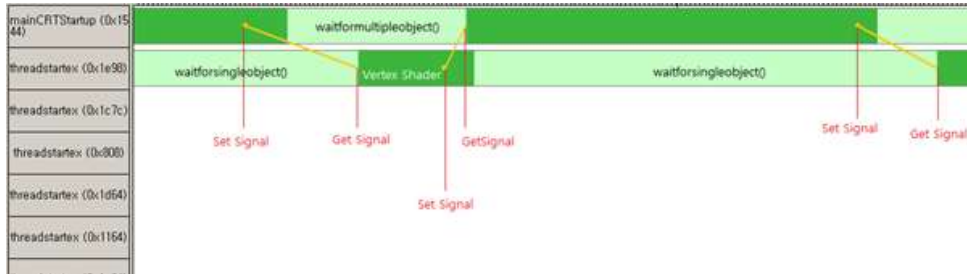 mainCRTStartup (0x15
44)
waitformultipleobject()
threadstartex (0x1e98)
waitforsingleobject()
Vertex Shader
waitforsingleobject()
threadstartex (0x1c7c)
Set Signal
Get Signal
GetSignal
Set Signal
Get Signal
threadstartex (0x808)
threadstartex (0x1d64)
Set Signal
threadstartex (0x1164)